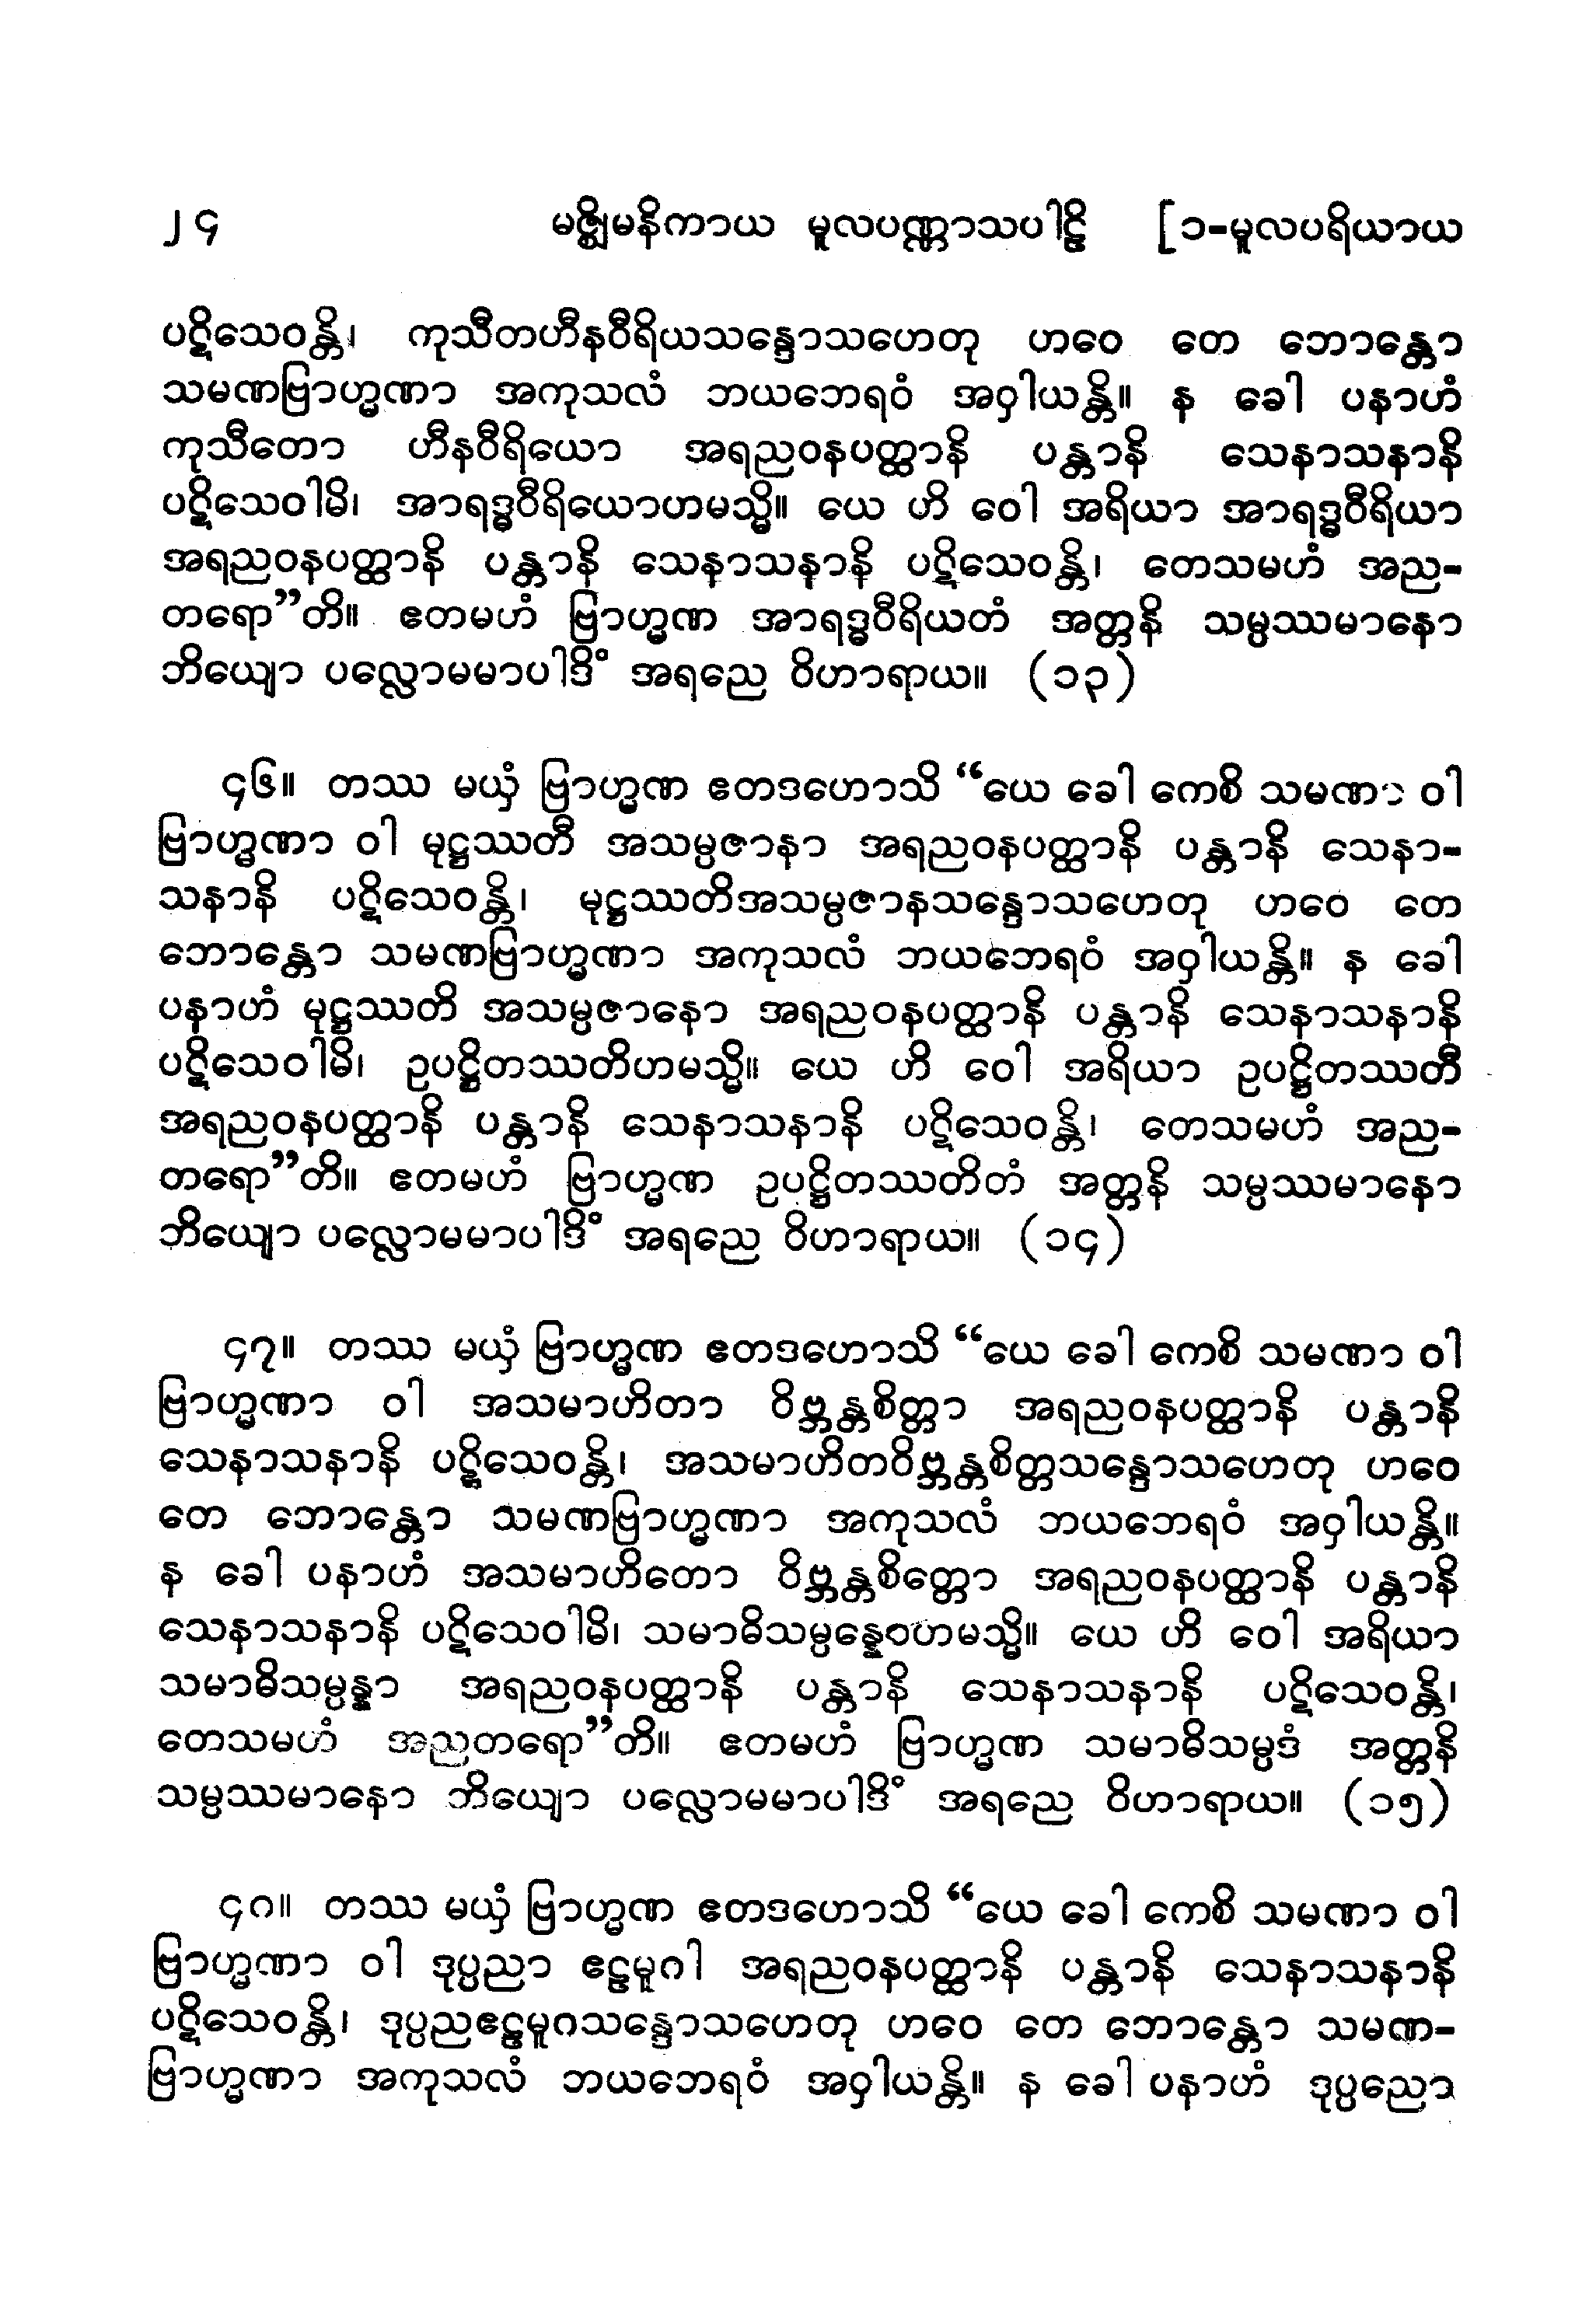 ၂၄ မဇ္ဈိမနိကာယ မူလပဏ္ဏာသပါဠိ [၁-မူလပရိယာယ
ပဋိသေဝန္တိ၊ ကုသီတဟီနဝီရိယသန္ဒောသဟေတု ဟဝေ တေ ဘောန္တော
သမဏဗြာဟ္မဏာ အကုသလံ ဘယဘေရဝံ အဝှါယန္တိ။ န ခေါ ပနာဟံ
ကုသီတော ဟီနဝီရိယော အရညဝနပတ္ထာနိ ပန္တာနိ သေနာသနာနိ
ပဋိသေဝါမိ၊ အာရဒ္ဓဝီရိယောဟမသ္မိ။ ယေ ဟိ ဝေါ အရိယာ အာရဒ္ဓဝီရိယာ
အရညဝနပတ္ထာနိ ပန္တာနိ သေနာသနာနိ ပဋိသေဝန္တိ၊ တေသမဟံ အည-
တရော”တိ။ ဧတမဟံ ဗြာဟ္မဏ အာရဒ္ဓဝီရိယတံ အတ္တနိ သမ္ပဿမာနော
ဘိယျော ပလ္လောမမာပါဒိံ အရညေ ဝိဟာရာယ။ (၁၃)
၄၆။ တဿ မယှံ ဗြာဟ္မဏ ဧတဒဟောသိ “ယေ ခေါ ကေစိ သမဏာ ဝါ
ဗြာဟ္မဏာ ဝါ မုဋ္ဌဿတီ အသမ္ပဇာနာ အရညဝနပတ္ထာနိ ပန္တာနိ သေနာ-
သနာနိ ပဋိသေဝန္တိ၊ မုဋ္ဌဿတိအသမ္ပဇာနသန္ဒောသဟေတု ဟဝေ တေ
ဘောန္တော သမဏဗြာဟ္မဏာ အကုသလံ ဘယဘေရဝံ အဝှါယန္တိ။ န ခေါ
ပနာဟံ မုဋ္ဌဿတိ အသမ္ပဇာနော အရညဝနပတ္ထာနိ ပန္တာနိ သေနာသနာနိ
ပဋိသေဝါမိ၊ ဥပဋ္ဌိတဿတိဟမသ္မိ။ ယေ ဟိ ဝေါ အရိယာ ဥပဋ္ဌိတဿတီ
အရညဝနပတ္ထာနိ ပန္တာနိ သေနာသနာနိ ပဋိသေဝန္တိ၊ တေသမဟံ အည-
တရော”တိ။ ဧတမဟံ ဗြာဟ္မဏ ဥပဋ္ဌိတဿတိတံ အတ္တနိ သမ္ပဿမာနော
ဘိယျော ပလ္လောမမာပါဒိံ အရညေ ဝိဟာရာယ။ (၁၄)
၄၇။ တဿ မယှံ ဗြာဟ္မဏ ဧတဒဟောသိ “ယေ ခေါ ကေစိ သမဏာ ဝါ
ဗြာဟ္မဏာ ဝါ အသမာဟိတာ ဝိဗ္ဘန္တစိတ္တာ အရညဝနပတ္ထာနိ ပန္တာနိ
သေနာသနာနိ ပဋိသေဝန္တိ၊ အသမာဟိတဝိဗ္ဘန္တစိတ္တသန္ဒောသဟေတု ဟဝေ
တေ ဘောန္တော သမဏဗြာဟ္မဏာ အကုသလံ ဘယဘေရဝံ အဝှါယန္တိ။
န ခေါ ပနာဟံ အသမာဟိတော ဝိဗ္ဘန္တစိတ္တော အရညဝနပတ္ထာနိ ပန္တာနိ
သေနာသနာနိ ပဋိသေဝါမိ၊ သမာဓိသမ္ပန္နောဟမသ္မိ။ ယေ ဟိ ဝေါ အရိယာ
သမာဓိသမ္ပန္နာ အရညဝနပတ္ထာနိ ပန္တာနိ သေနာသနာနိ ပဋိသေဝန္တိ၊
တေသမဟံ အညတရော”တိ။ ဧတမဟံ ဗြာဟ္မဏ သမာဓိသမ္ပဒံ အတ္တနိ
သမ္ပဿမာနော ဘိယျော ပလ္လောမမာပါဒိံ အရညေ ဝိဟာရာယ။ (၁၅)
၄၈။ တဿ မယှံ ဗြာဟ္မဏ ဧတဒဟောသိ “ယေ ခေါ ကေစိ သမဏာ ဝါ
ဗြာဟ္မဏာ ဝါ ဒုပ္ပညာ ဧဠမူဂါ အရညဝနပတ္ထာနိ ပန္တာနိ သေနာသနာနိ
ပဋိသေဝန္တိ၊ ဒုပ္ပညဧဠမူဂသန္ဒောသဟေတု ဟဝေ တေ ဘောန္တော သမဏ-
ဗြာဟ္မဏာ အကုသလံ ဘယဘေရဝံ အဝှါယန္တိ။ န ခေါ ပနာဟံ ဒုပ္ပညော